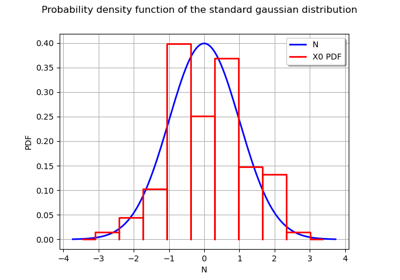 Probability density function of the standard gaussian distribution
N
X0 PDF
0.40
0.35
0.30
0.25
0.20
0.15
0.10
0.05
0.00
PDF
−4 −3 −2 −1 0 1 2 3 4
N